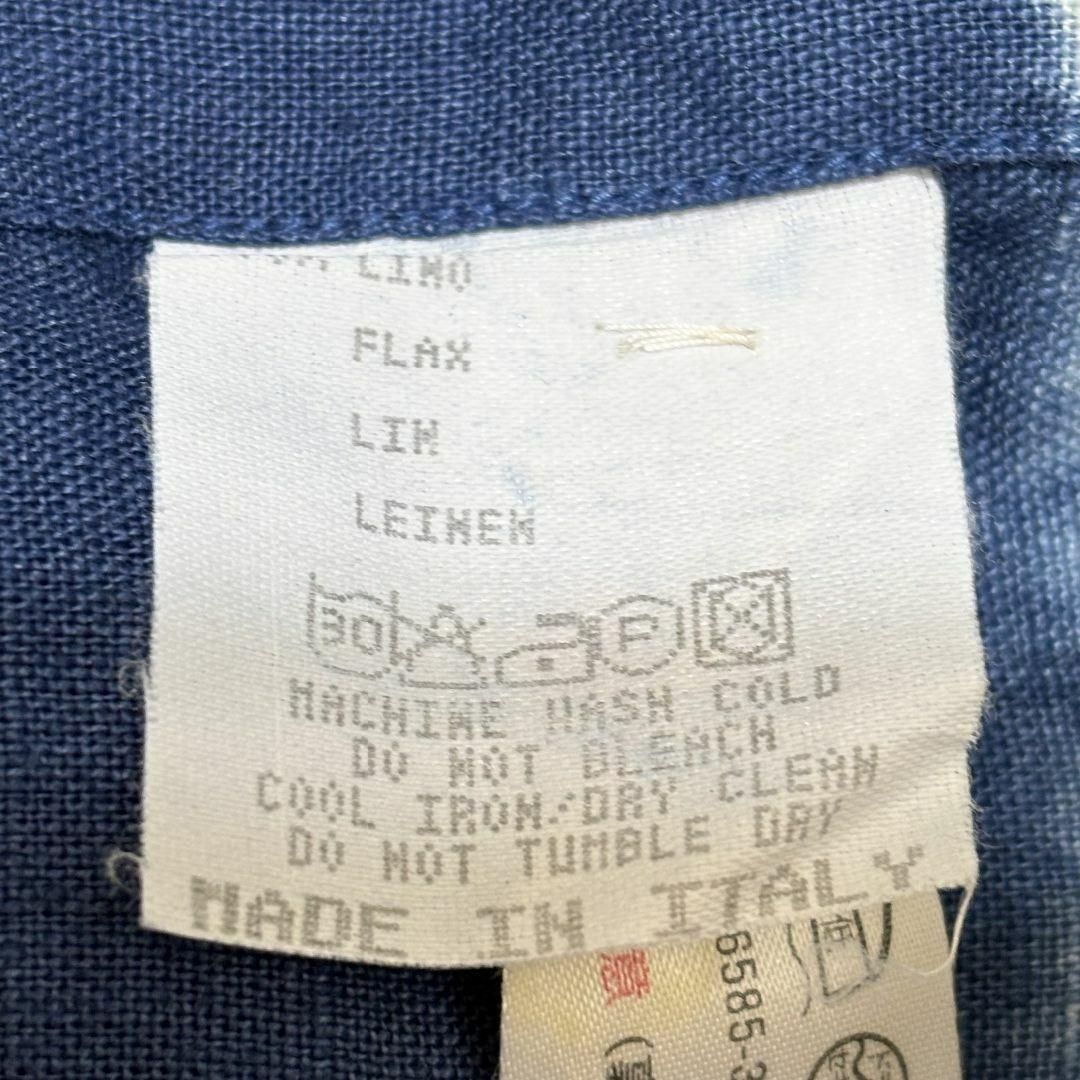 LINO
FLAX
LIN
LEINEN
30 P
MACHINE WASH COLD
DO NOT BLEACH
COOL IRON/DRY CLEAN
DO NOT TUMBLE DRY
MADE IN ITALY
6585-3
意